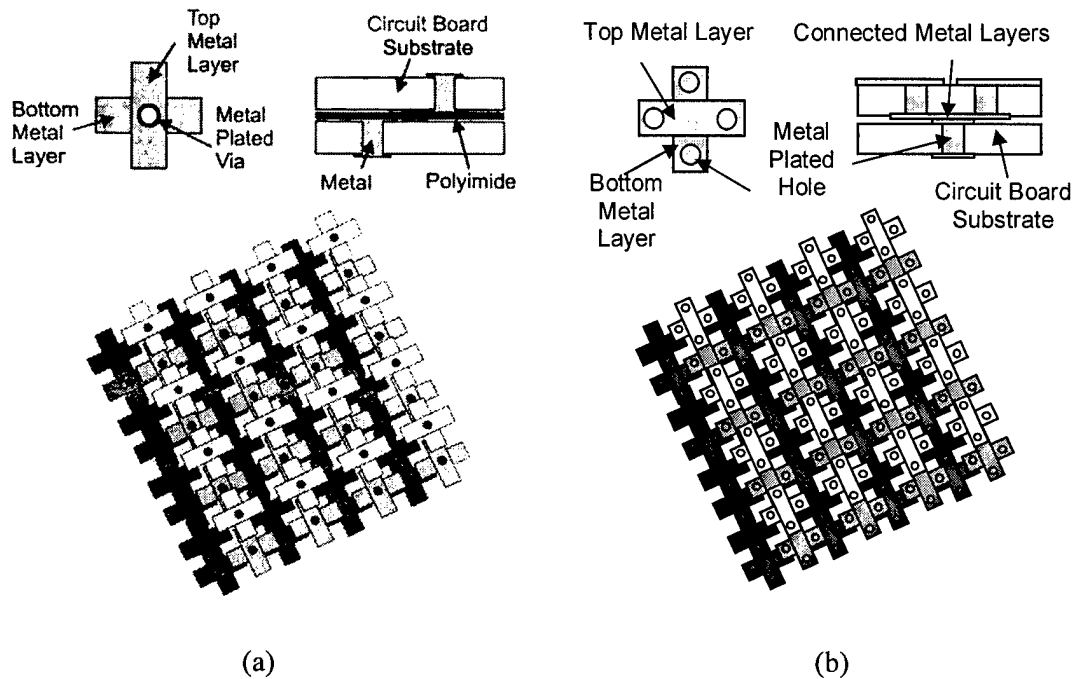 Top
Metal
Layer
Bottom
Metal
Layer
Metal
Plated
Via
Circuit Board
Substrate
Metal
Polyimide
(a)
Top Metal Layer
Connected Metal Layers
Bottom
Metal
Layer
Metal
Plated
Hole
Circuit Board
Substrate
(b)